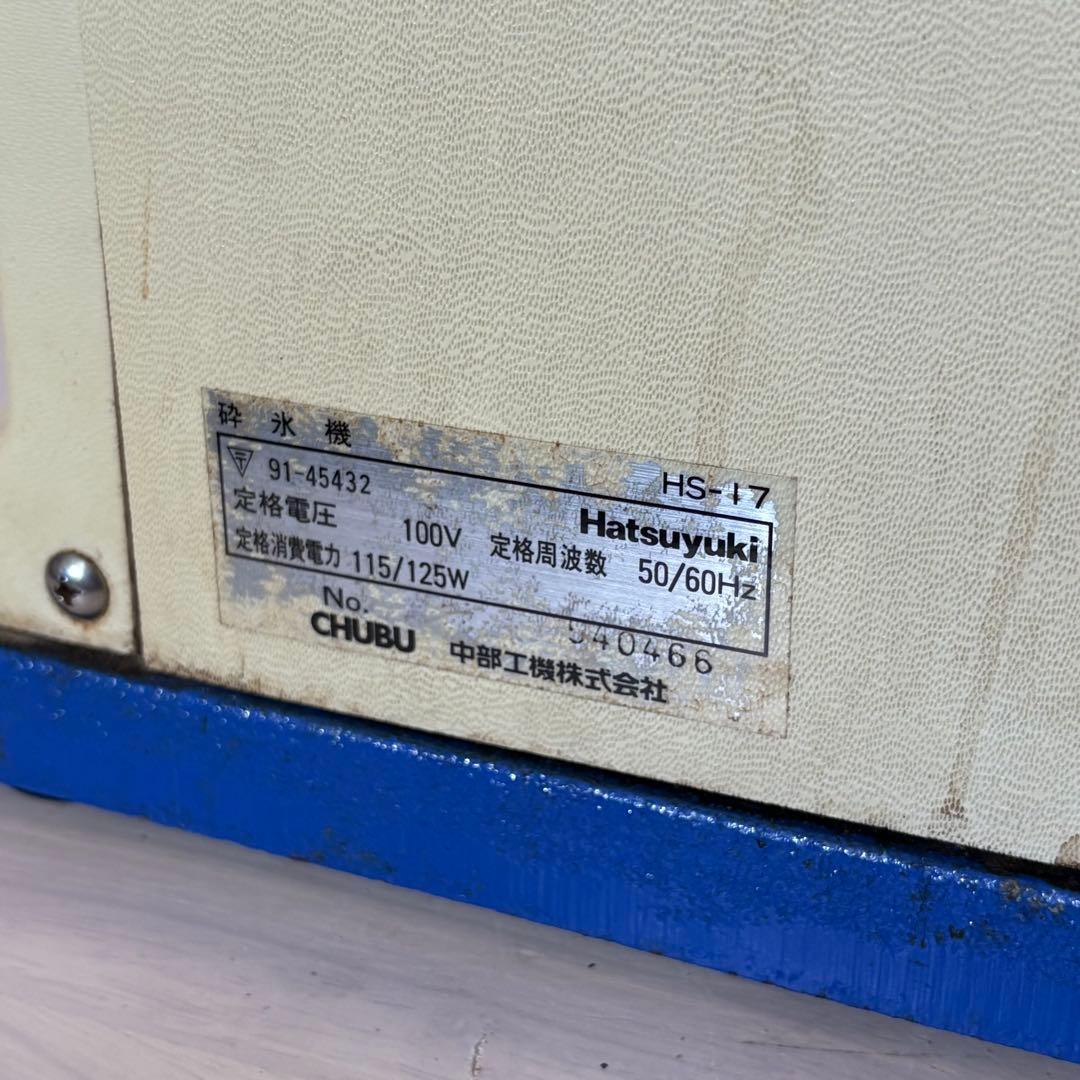 砕氷機
HS-17
〒 91-45432
Hatsuyuki
定格電圧 100V 定格周波数 50/60Hz
定格消費電力 115/125W
No. 540466
CHUBU 中部工機株式会社